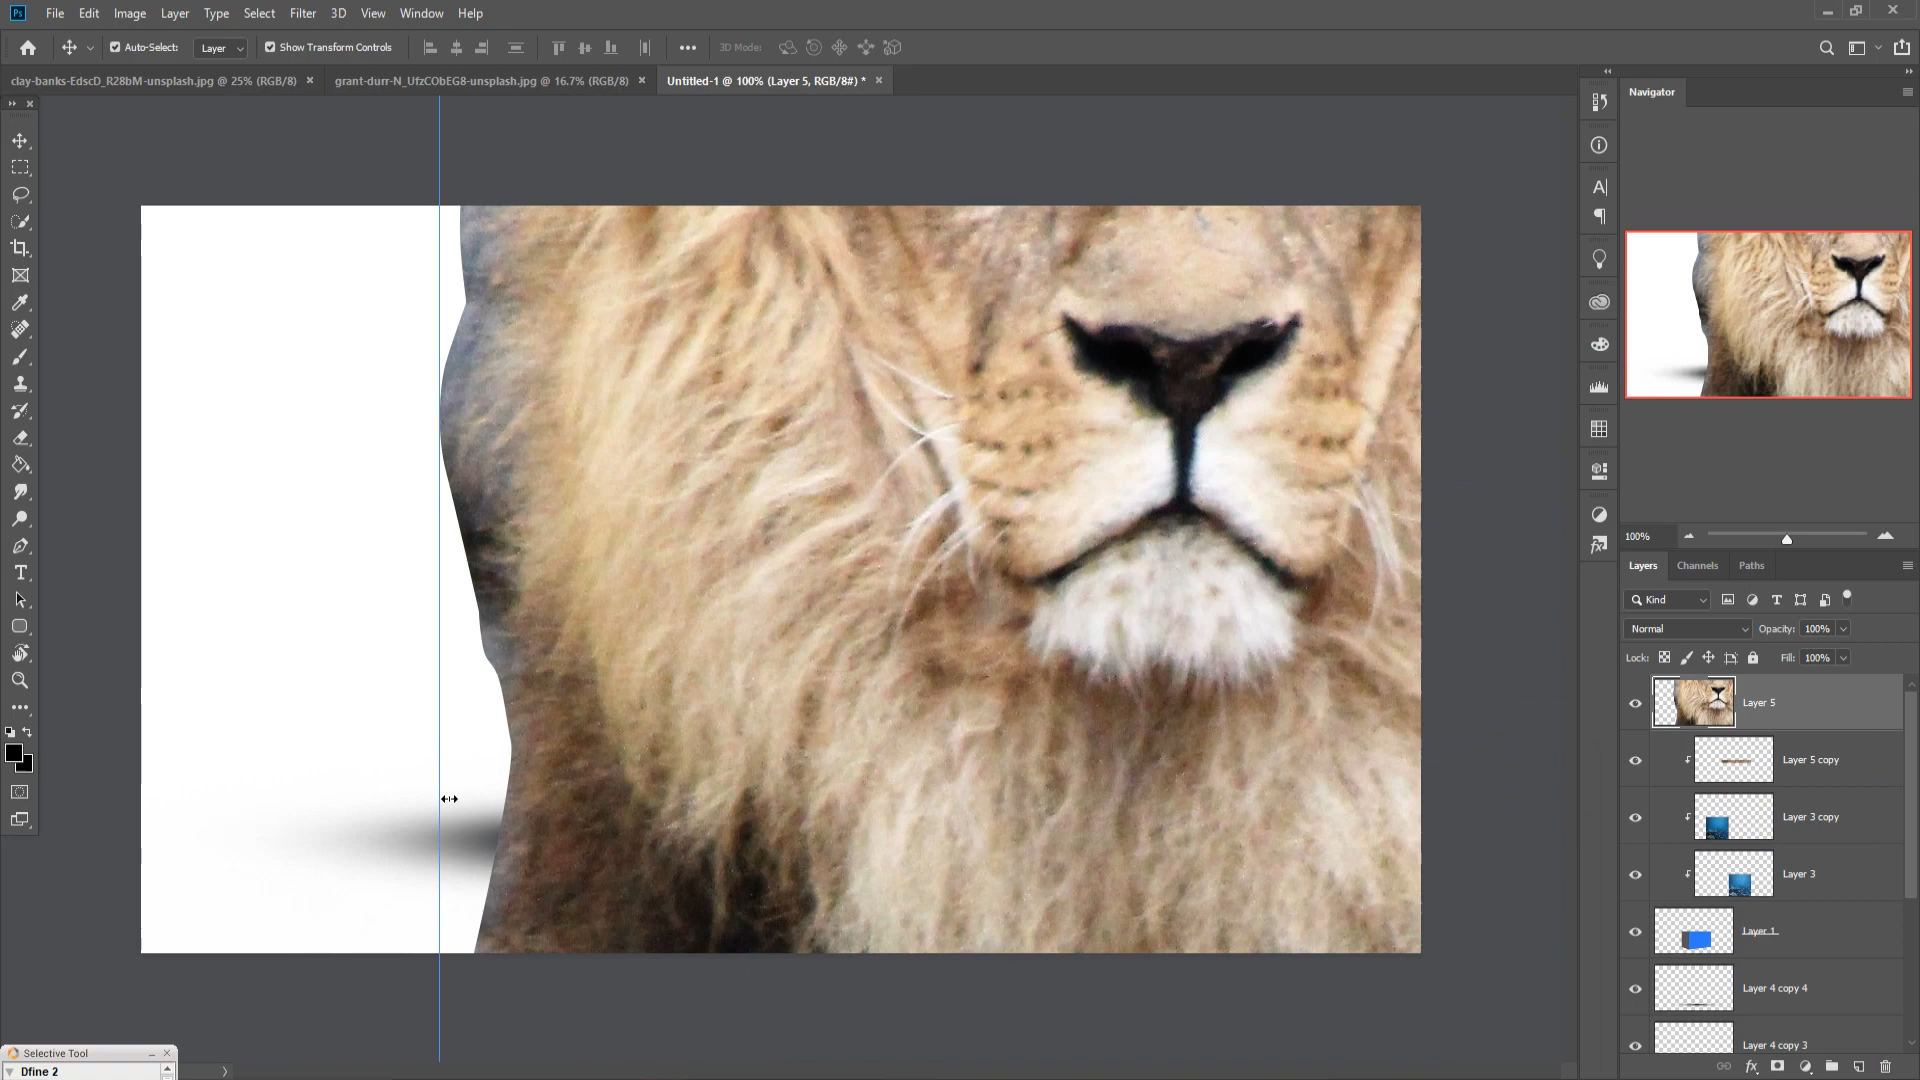 Ps File Edit Image Layer Type Select Filter 3D View Window Help
Auto-Select: Layer Show Transform Controls 3D Mode:
clay-banks-EdscD_R28bM-unsplash.jpg @ 25% (RGB/8) grant-durr-N_UfzCObEG8-unsplash.jpg @ 16.7% (RGB/8) Untitled-1 @ 100% (Layer 5, RGB/8#) *
Navigator
100%
Layers Channels Paths
Kind
Normal Opacity: 100%
Lock: Fill: 100%
Layer 5
Layer 5 copy
Layer 3 copy
Layer 3
Layer 1
Layer 4 copy 4
Layer 4 copy 3
Selective Tool
Dfine 2